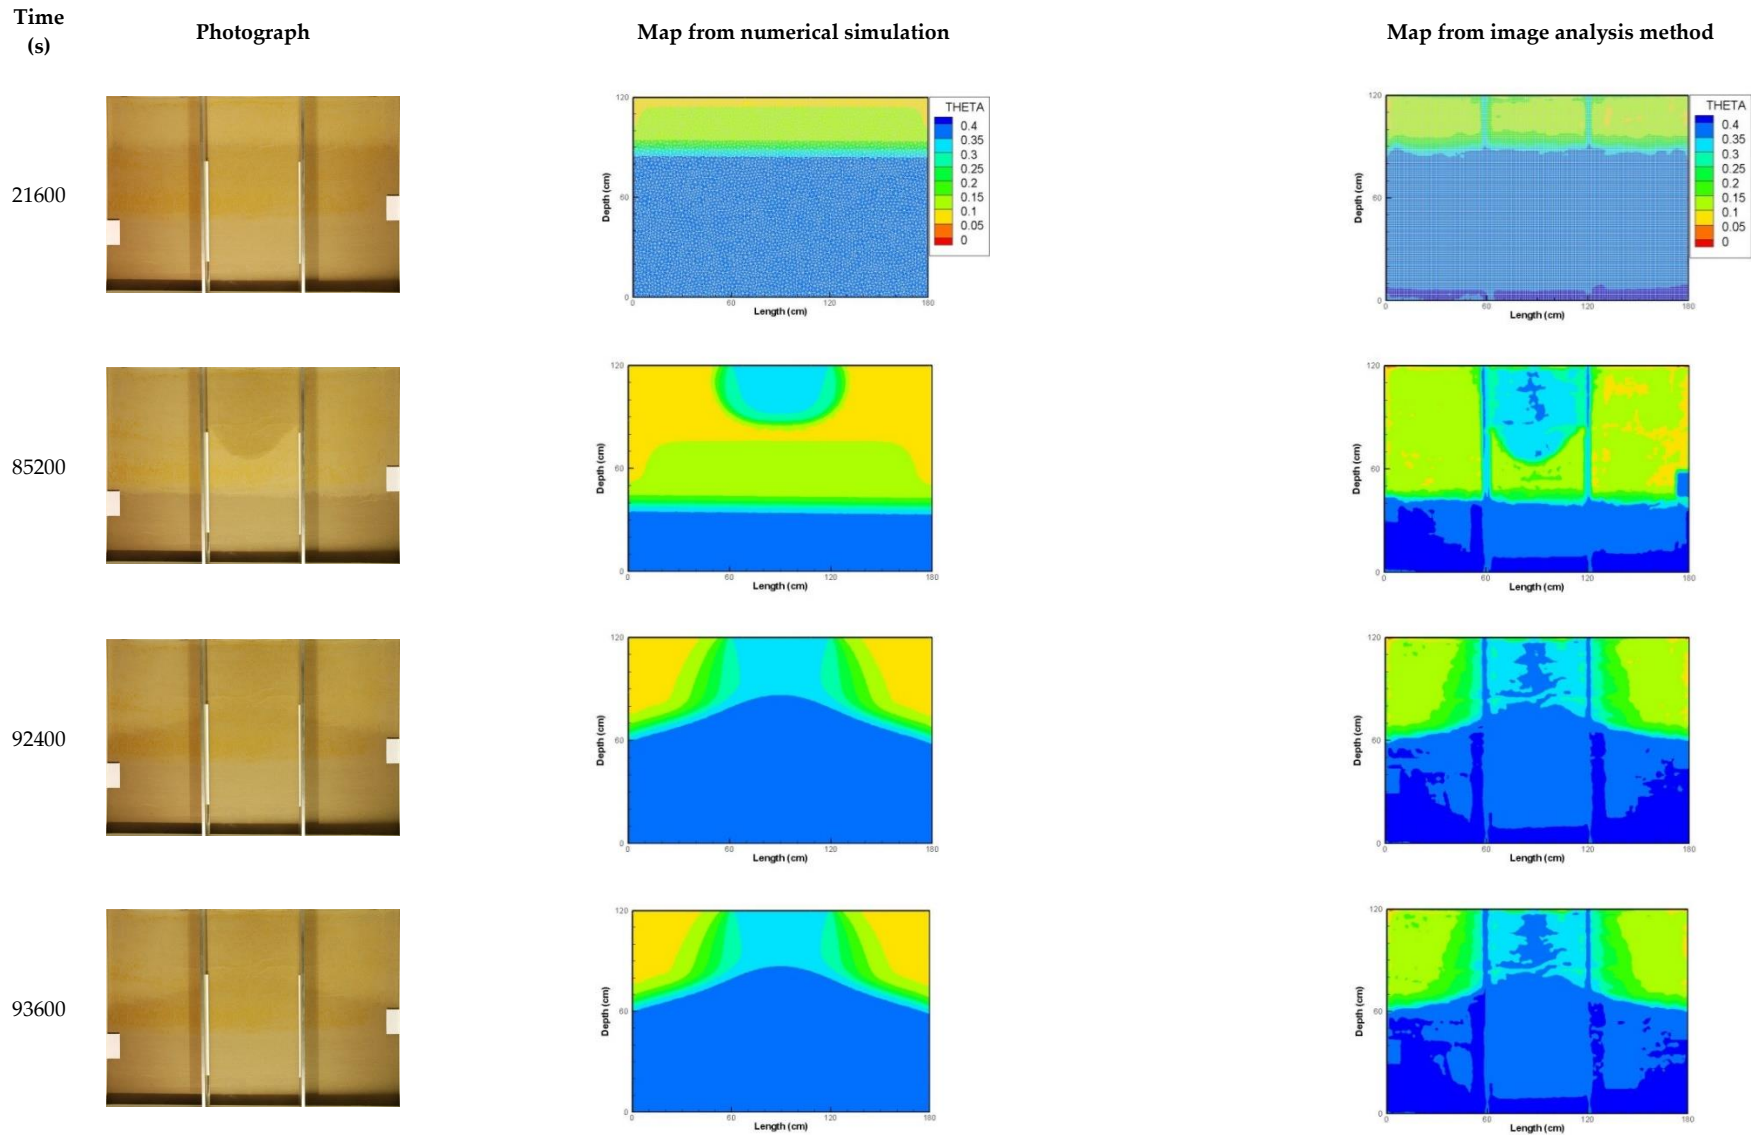 Time
(s)
Photograph
Map from numerical simulation
Map from image analysis method
21600
120
60
0
Depth (cm)
0 60 120 180
Length (cm)
THETA
0.4
0.35
0.3
0.25
0.2
0.15
0.1
0.05
0
120
60
0
Depth (cm)
0 60 120 180
Length (cm)
THETA
0.4
0.35
0.3
0.25
0.2
0.15
0.1
0.05
0
85200
120
60
0
Depth (cm)
0 60 120 180
Length (cm)
120
60
0
Depth (cm)
0 60 120 180
Length (cm)
92400
120
60
0
Depth (cm)
0 60 120 180
Length (cm)
120
60
0
Depth (cm)
0 60 120 180
Length (cm)
93600
120
60
0
Depth (cm)
0 60 120 180
Length (cm)
120
60
0
Depth (cm)
0 60 120 180
Length (cm)